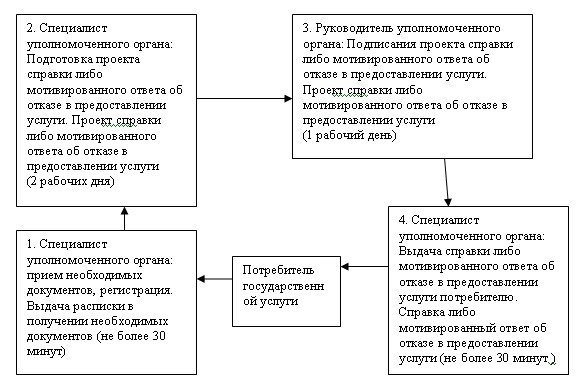 2. Специалист
уполномоченного органа:
Подготовка проекта
справки либо
мотивированного ответа об
отказе в предоставлении
услуги. Проект справки
либо мотивированного
ответа об отказе в
предоставлении услуги
(2 рабочих дня)
3. Руководитель уполномоченного
органа: Подписания проекта справки
либо мотивированного ответа об
отказе в предоставлении услуги.
Проект справки либо
мотивированного ответа об отказе в
предоставлении услуги
(1 рабочий день)
1. Специалист
уполномоченного органа:
прием необходимых
документов, регистрация.
Выдача расписки в
получении необходимых
документов (не более 30
минут)
Потребитель
государственн
ой услуги
4. Специалист
уполномоченного органа:
Выдача справки либо
мотивированного ответа об
отказе в предоставлении
услуги потребителю.
Справка либо
мотивированный ответ об
отказе в предоставлении
услуги (не более 30 минут )